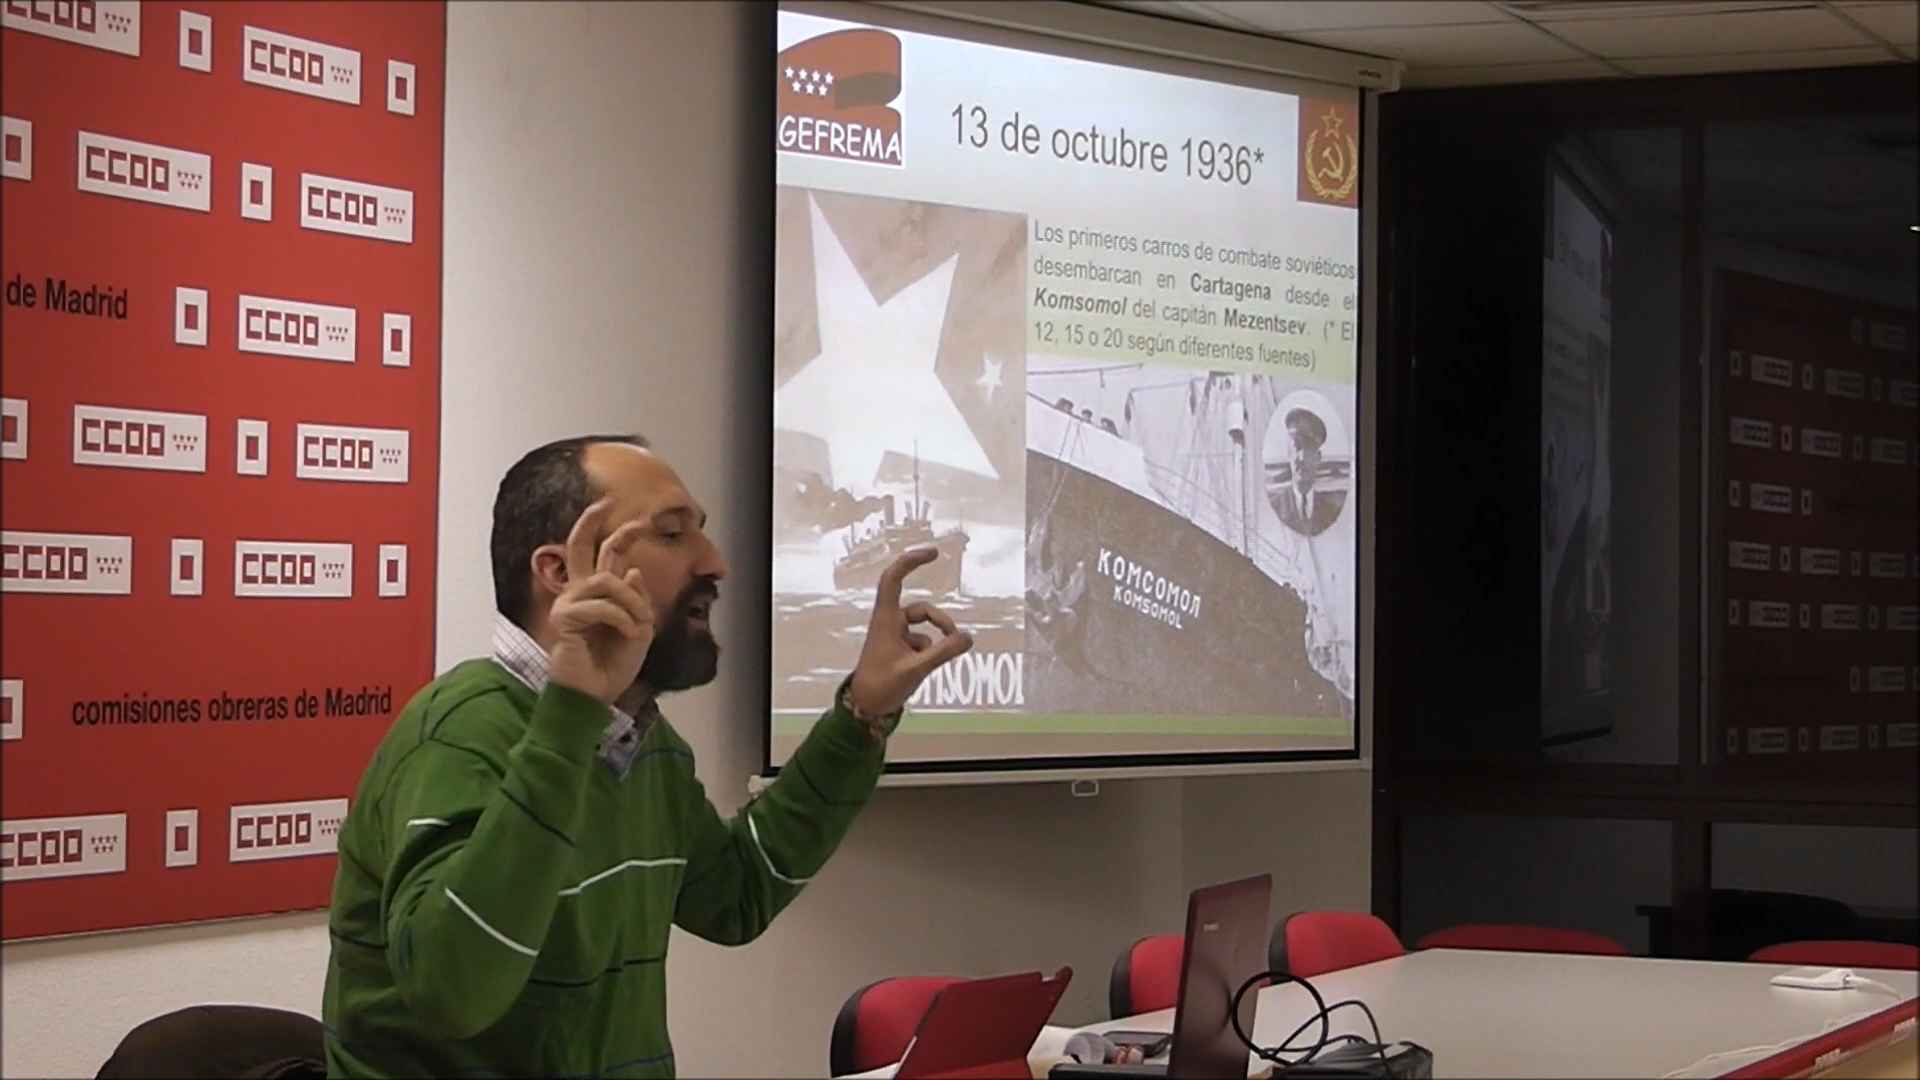 CCOO
CCOO
CCOO
CCOO
de Madrid
CCOO
CCOO
CCOO
CCOO
CCOO
comisiones obreras de Madrid
CCOO
CCOO
GEFREMA
13 de octubre 1936*
Los primeros carros de combate soviéticos
desembarcan en Cartagena desde el
Komsomol del capitán Mezentsev. (* El
12, 15 o 20 según diferentes fuentes)
КОМСОМОЛ
KOMSOMOL